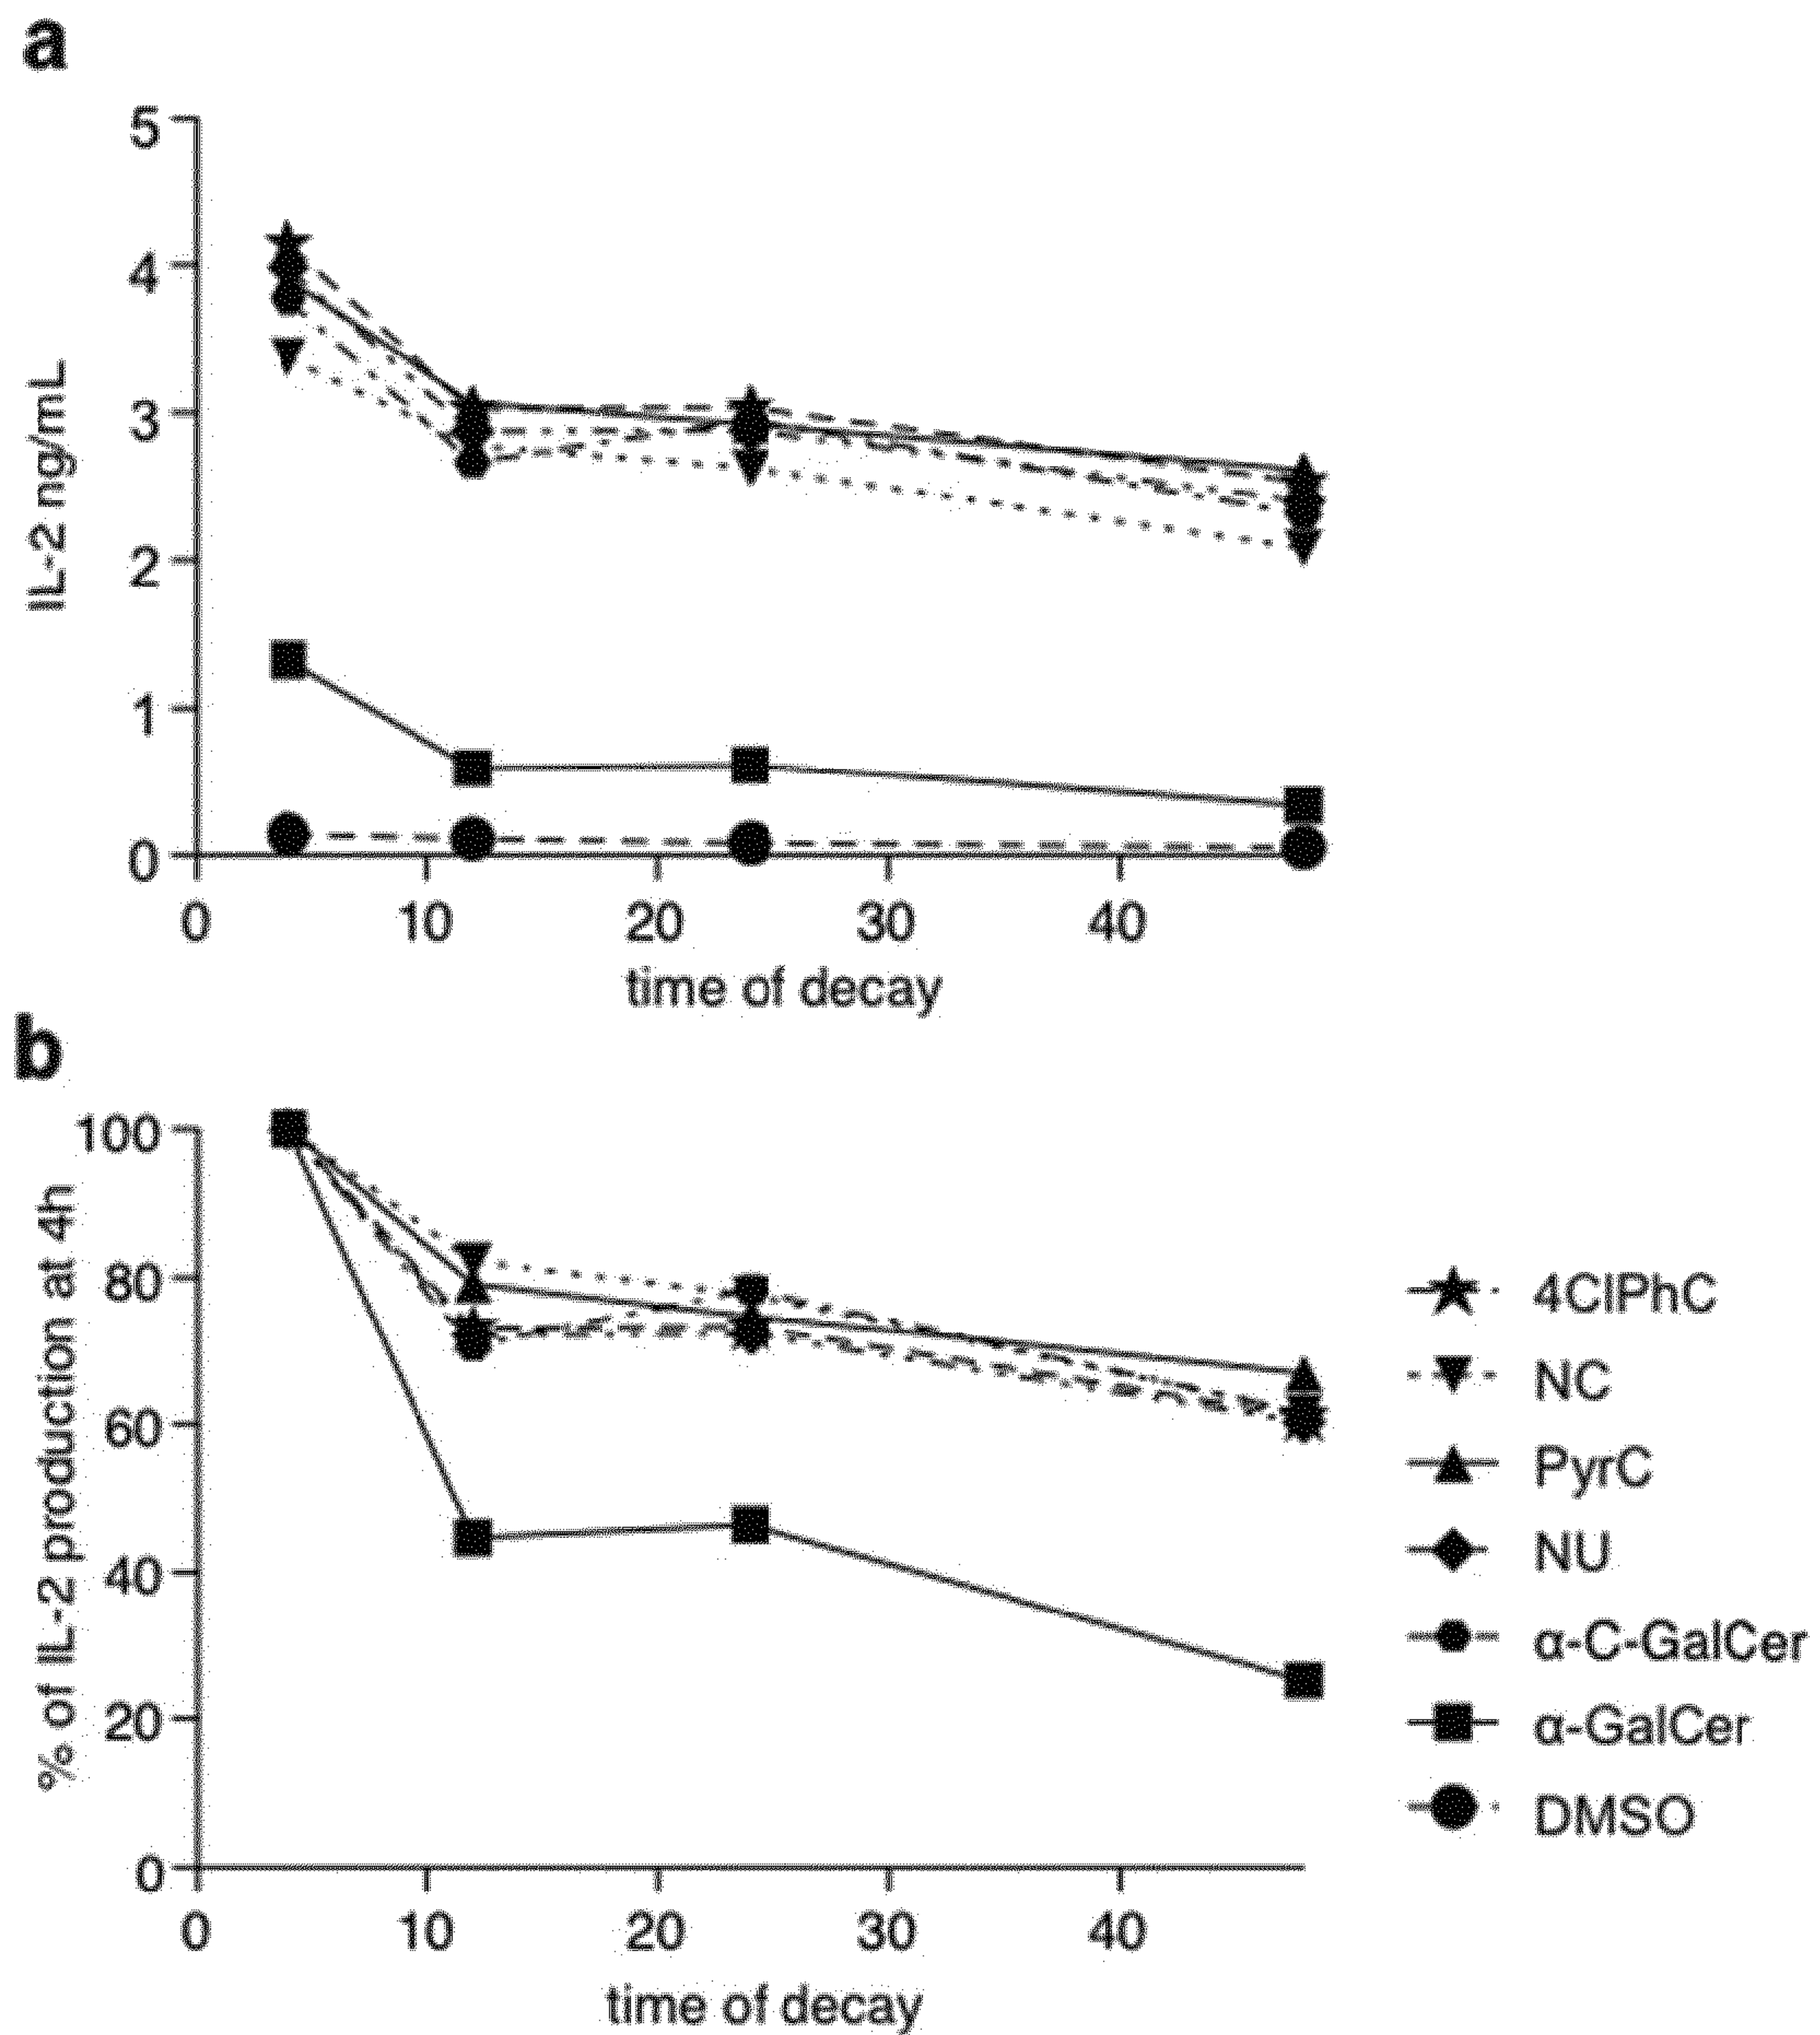 a
5
4
3
2
1
0
IL-2 ng/mL
0 10 20 30 40
time of decay
b
100
80
60
40
20
0
% of IL-2 production at 4h
0 10 20 30 40
time of decay
4ClPhC
NC
PyrC
NU
α-C-GalCer
α-GalCer
DMSO